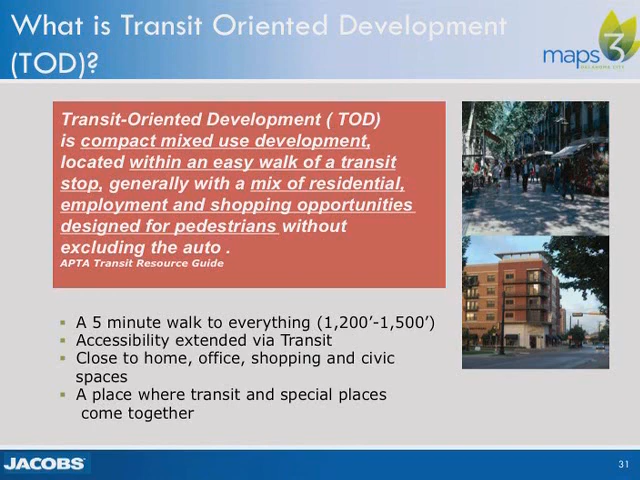 What is Transit Oriented Development
(TOD)?
maps 3
OKLAHOMA CITY
Transit-Oriented Development ( TOD)
is compact mixed use development,
located within an easy walk of a transit
stop, generally with a mix of residential,
employment and shopping opportunities
designed for pedestrians without
excluding the auto .
APTA Transit Resource Guide
▪ A 5 minute walk to everything (1,200’-1,500’)
▪ Accessibility extended via Transit
▪ Close to home, office, shopping and civic
spaces
▪ A place where transit and special places
come together
JACOBS
31